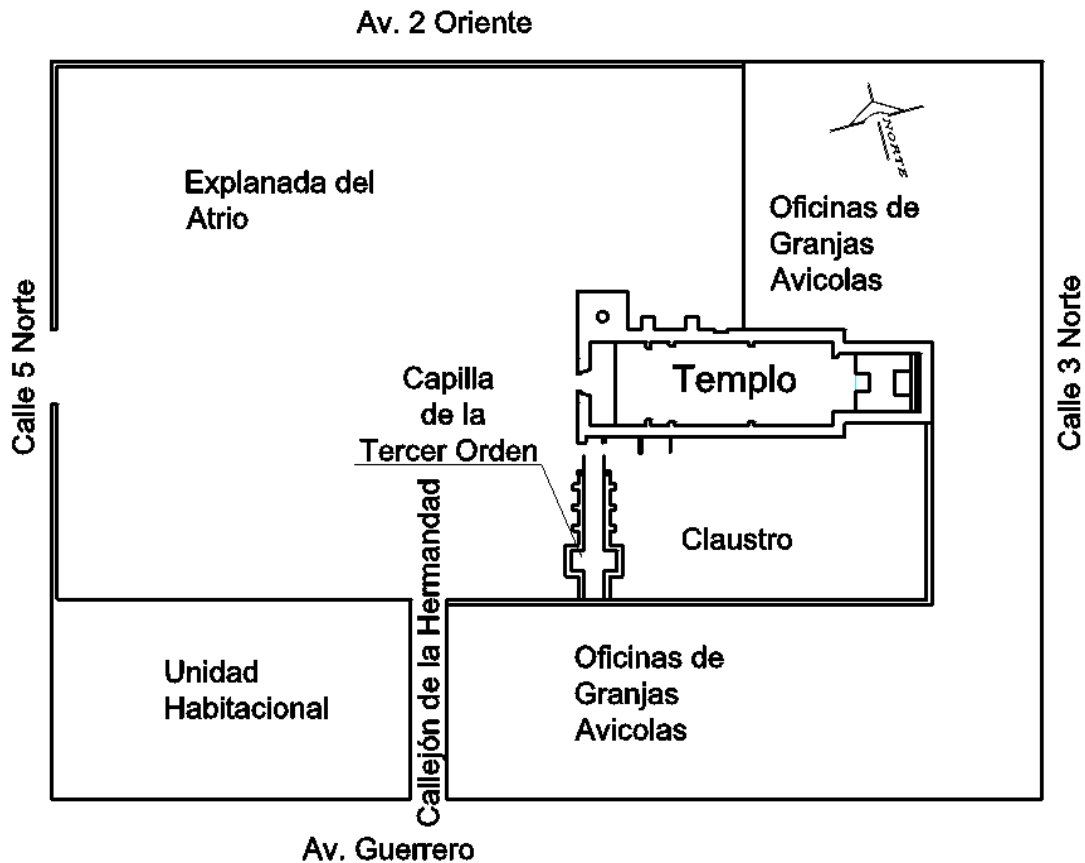 Av. 2 Oriente
NORTE
Explanada del
Atrio
Oficinas de
Granjas
Avicolas
Calle 5 Norte
Calle 3 Norte
Capilla
de la
Tercer Orden
Templo
Claustro
Callejón de la Hermandad
Unidad
Habitacional
Oficinas de
Granjas
Avicolas
Av. Guerrero